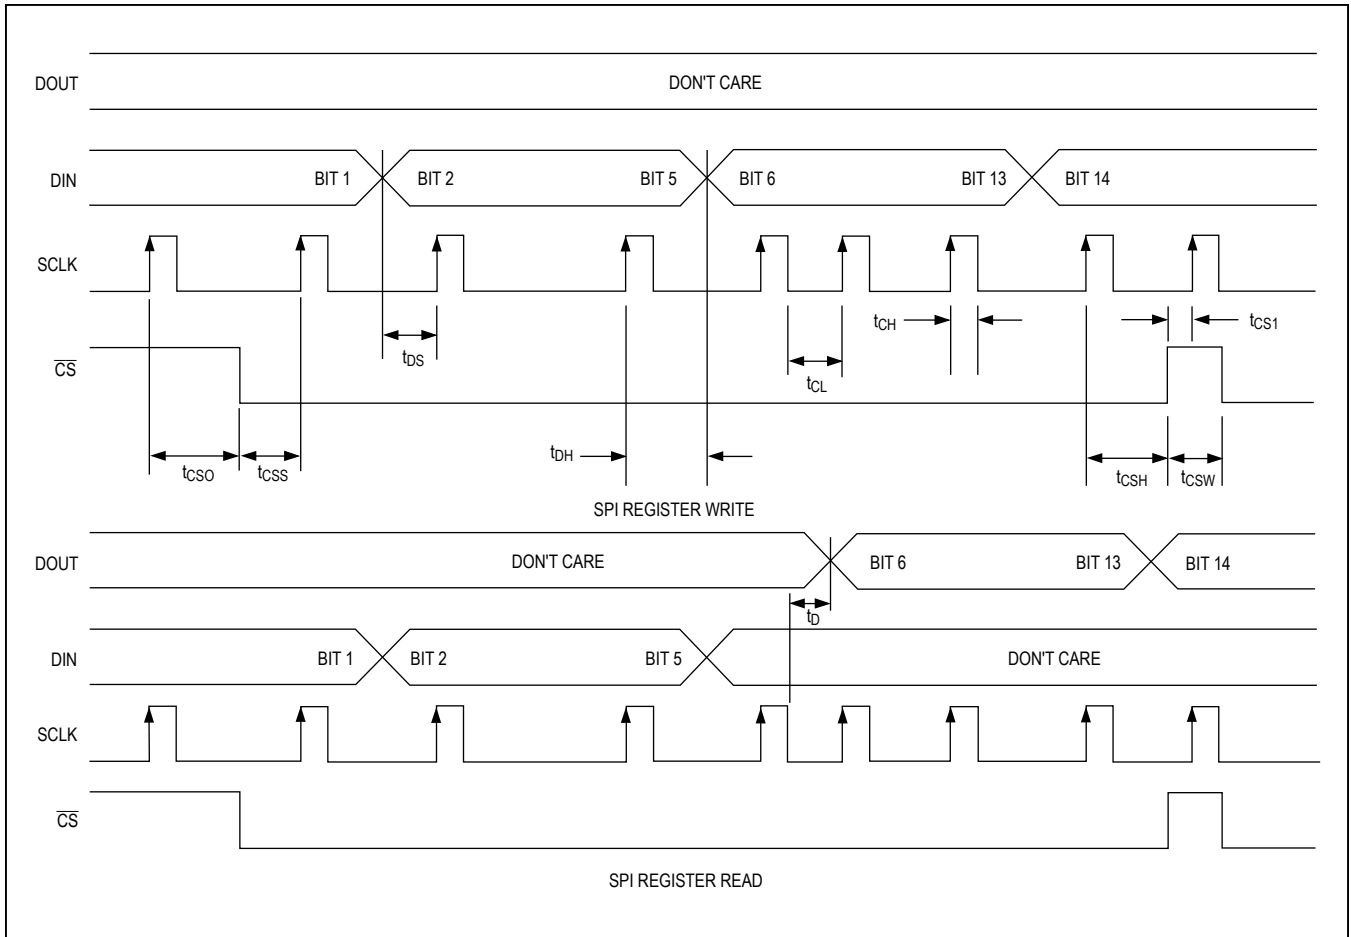 DOUT DON'T CARE
DIN BIT 1 BIT 2 BIT 5 BIT 6 BIT 13 BIT 14
SCLK
tCH tCS1
CS
tDS
tCL
tDH
tCSO tCSS tCSH tCSW
SPI REGISTER WRITE
DOUT DON'T CARE BIT 6 BIT 13 BIT 14
tD
DIN BIT 1 BIT 2 BIT 5 DON'T CARE
SCLK
CS
SPI REGISTER READ